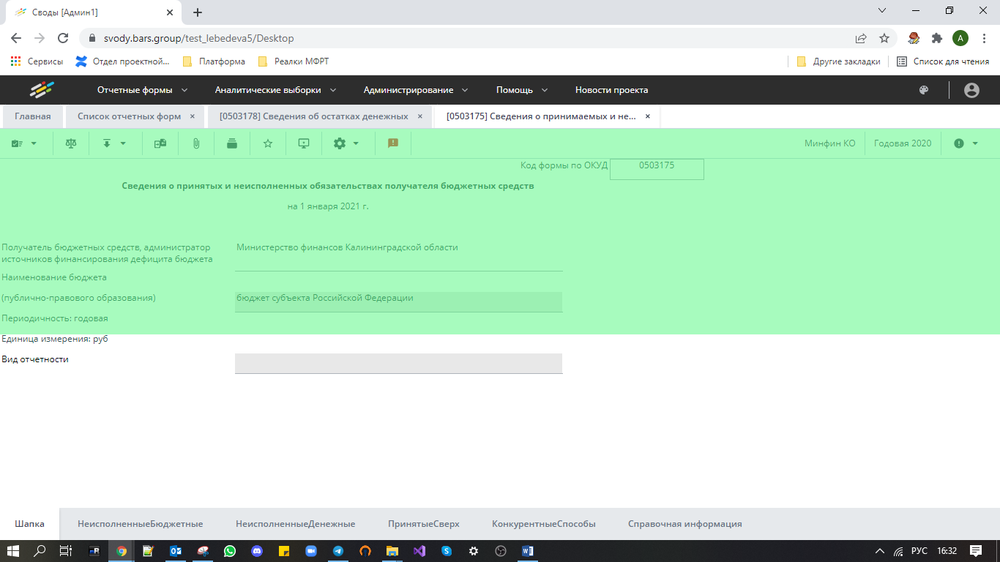 Своды [Админ1]
svody.bars.group/test_lebedeva5/Desktop
A
Сервисы
Отдел проектной...
Платформа
Реалки МФРТ
Другие закладки
Список для чтения
Отчетные формы
Аналитические выборки
Администрирование
Помощь
Новости проекта
Главная
Список отчетных форм
[0503178] Сведения об остатках денежных
[0503175] Сведения о принимаемых и не...
Минфин КО
Годовая 2020
Код формы по ОКУД
0503175
Сведения о принятых и неисполненных обязательствах получателя бюджетных средств
на 1 января 2021 г.
Получатель бюджетных средств, администратор
источников финансирования дефицита бюджета
Министерство финансов Калининградской области
Наименование бюджета
(публично-правового образования)
бюджет субъекта Российской Федерации
Периодичность: годовая
Единица измерения: руб
Вид отчетности
Шапка
НеисполненныеБюджетные
НеисполненныеДенежные
ПринятыеСверх
КонкурентныеСпособы
Справочная информация
РУС
16:32